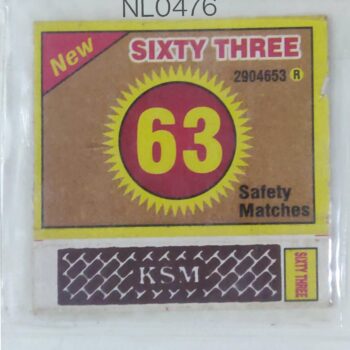 NL0476
New
SIXTY THREE
2904653 R
63
Safety
Matches
KSM
SIXTY THREE